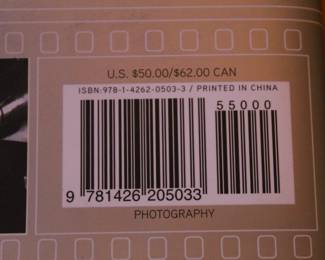 U.S. $50.00/$62.00 CAN
ISBN:978-1-4262-0503-3 / PRINTED IN CHINA
55000
9 781426 205033
PHOTOGRAPHY